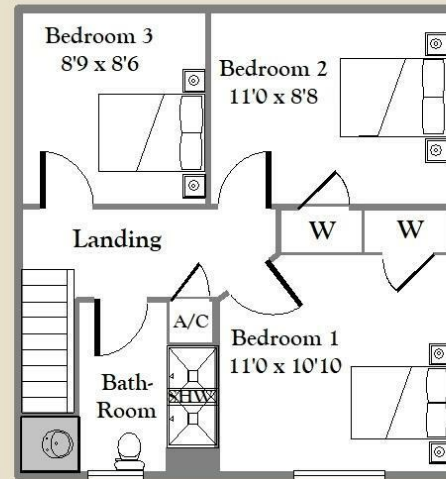 Bedroom 3
8'9 x 8'6
Bedroom 2
11'0 x 8'8
Landing
W
W
A/C
Bedroom 1
11'0 x 10'10
Bath-
Room
SHW